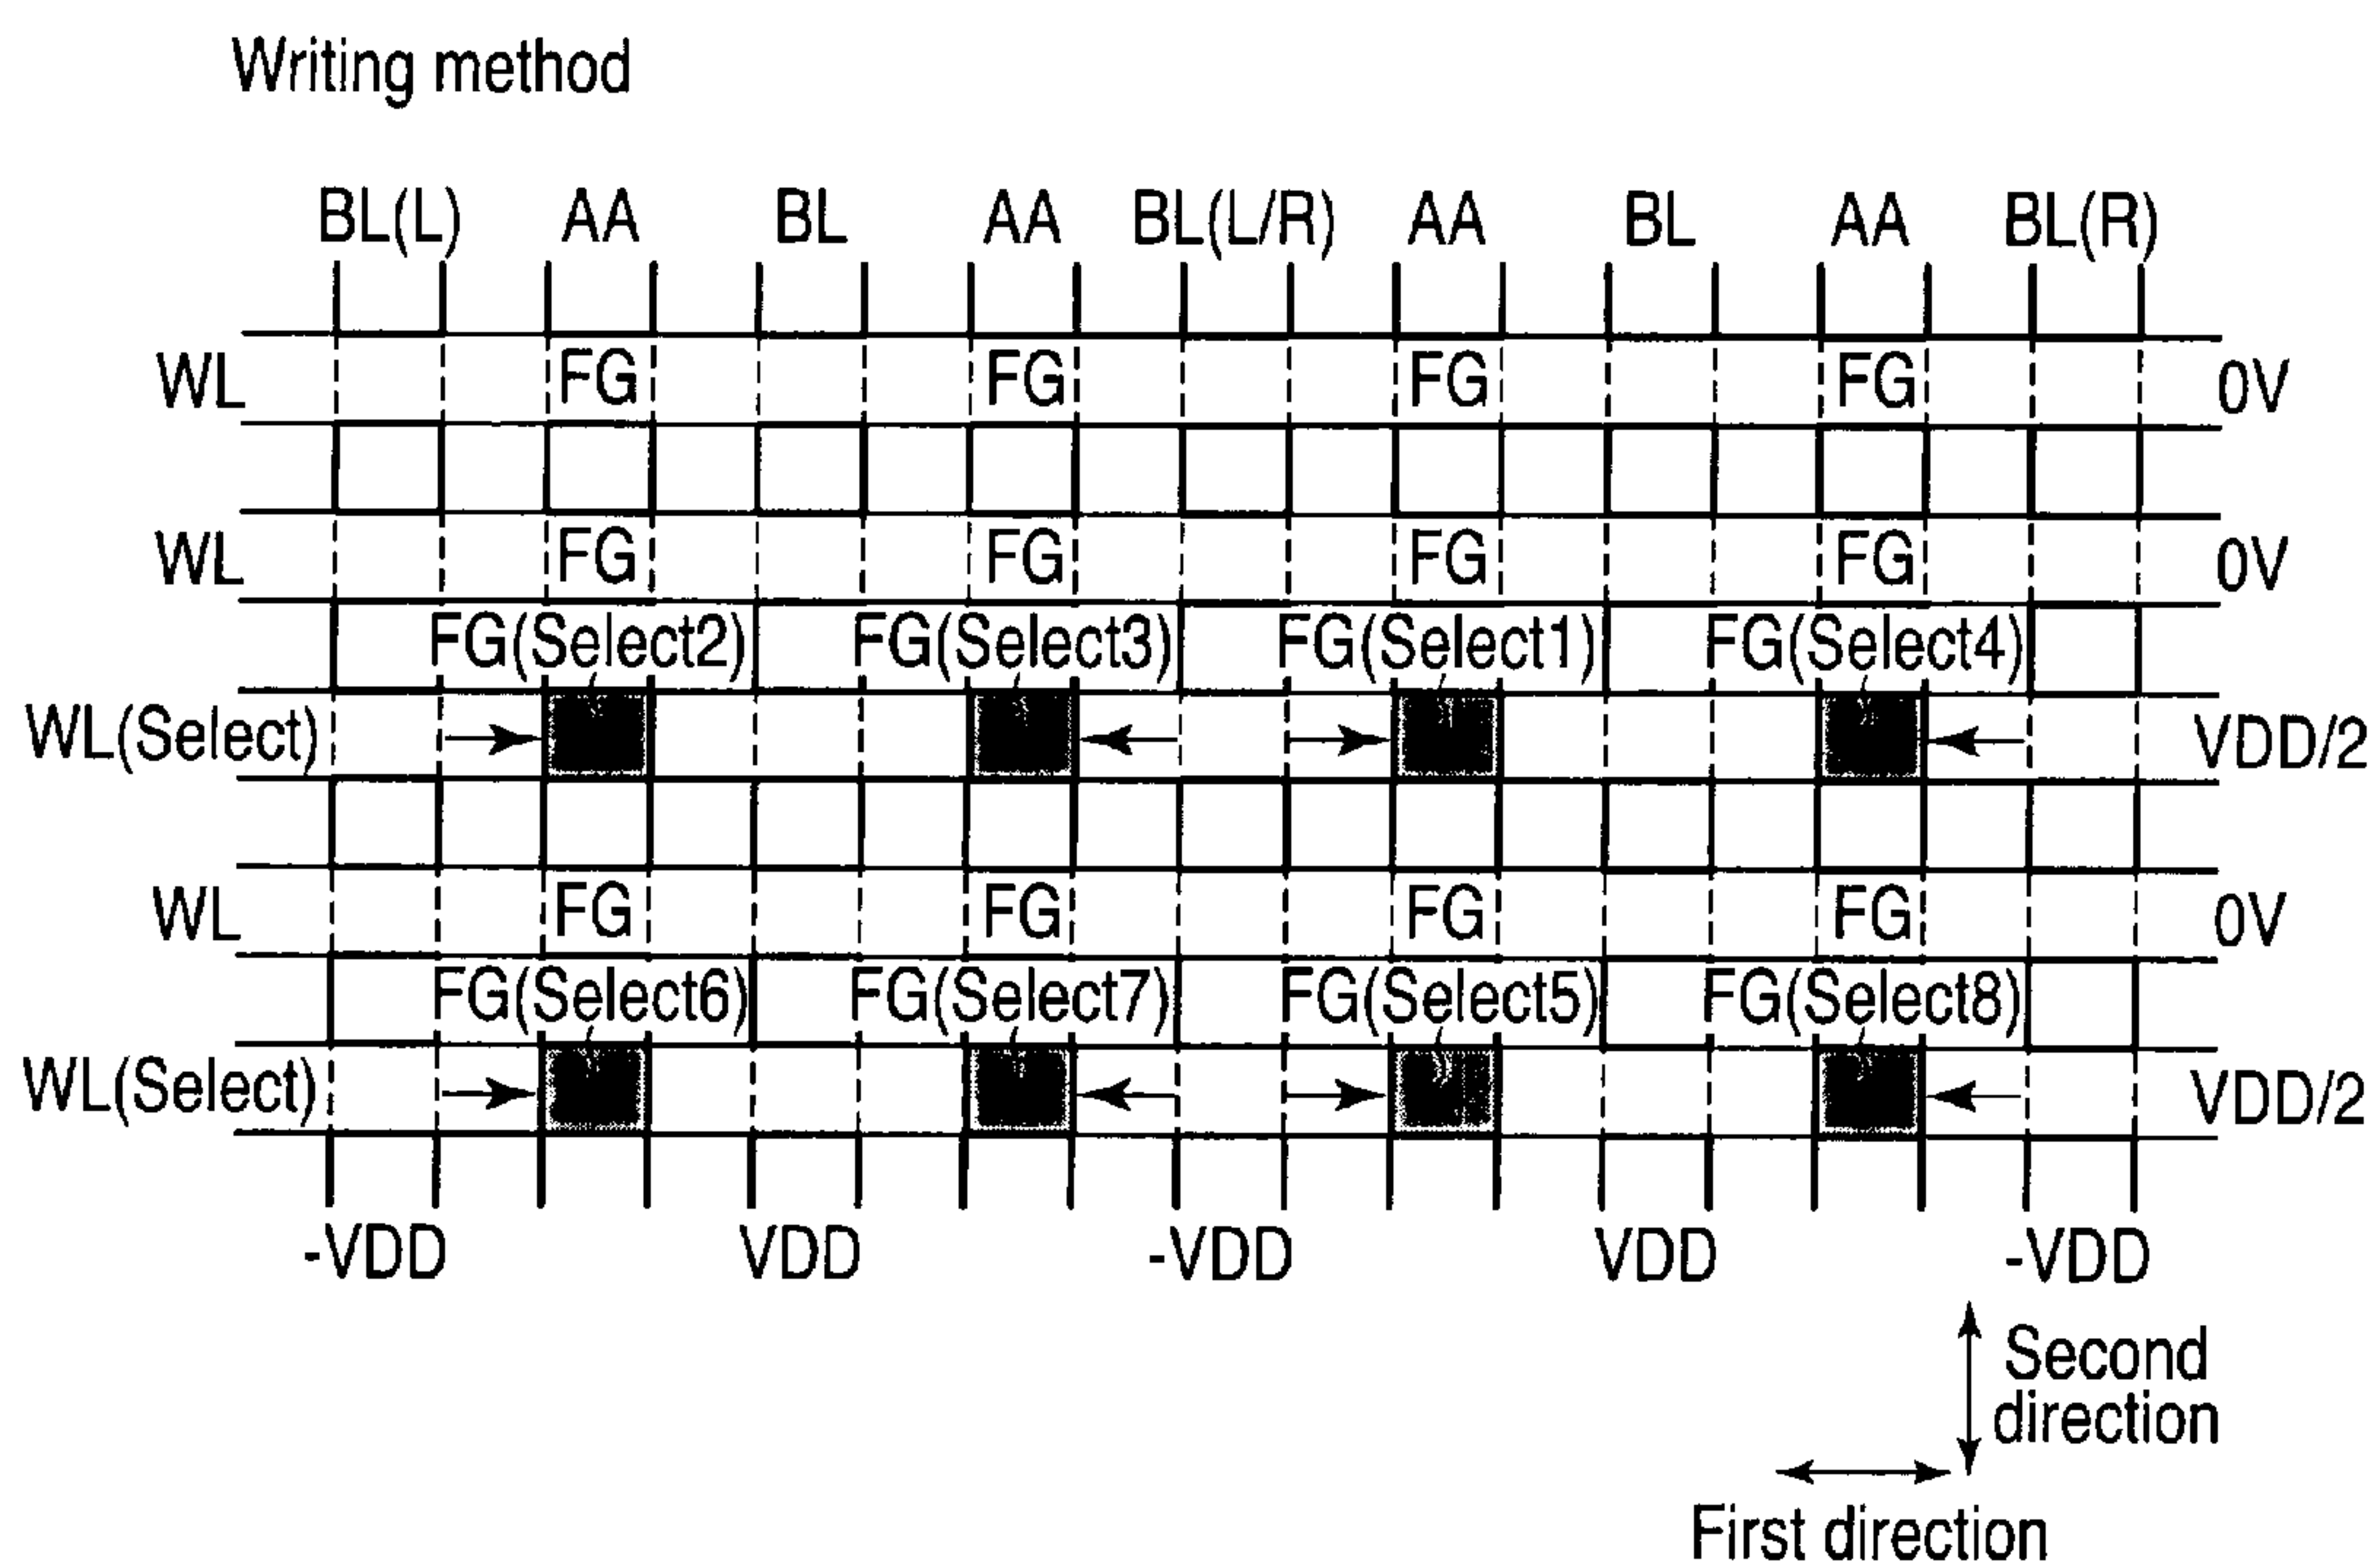 Writing method
BL(L) AA BL AA BL(L/R) AA BL AA BL(R)
WL FG FG FG FG 0V
WL FG FG FG FG 0V
FG(Select2) FG(Select3) FG(Select1) FG(Select4)
WL(Select) VDD/2
WL FG FG FG FG 0V
FG(Select6) FG(Select7) FG(Select5) FG(Select8)
WL(Select) VDD/2
-VDD VDD -VDD VDD -VDD
Second
direction
First direction